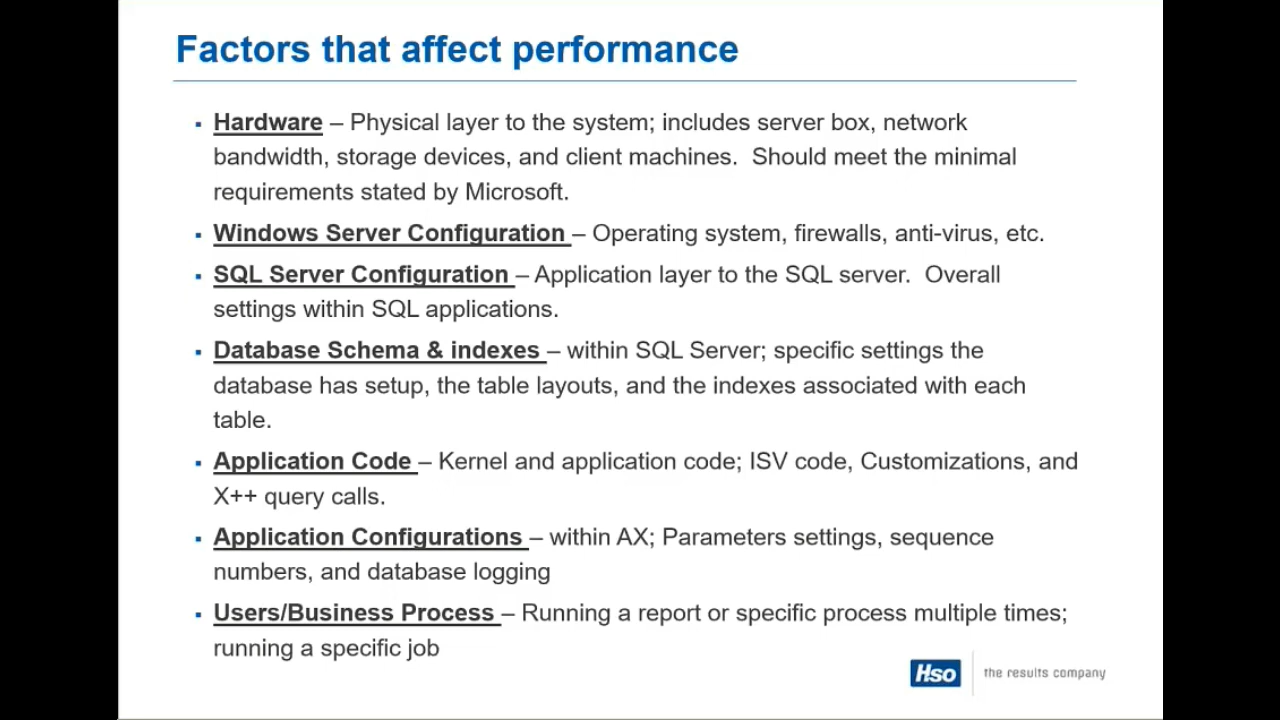 Factors that affect performance
▪ Hardware – Physical layer to the system; includes server box, network
bandwidth, storage devices, and client machines.  Should meet the minimal
requirements stated by Microsoft.
▪ Windows Server Configuration – Operating system, firewalls, anti-virus, etc.
▪ SQL Server Configuration – Application layer to the SQL server.  Overall
settings within SQL applications.
▪ Database Schema & indexes – within SQL Server; specific settings the
database has setup, the table layouts, and the indexes associated with each
table.
▪ Application Code – Kernel and application code; ISV code, Customizations, and
X++ query calls.
▪ Application Configurations – within AX; Parameters settings, sequence
numbers, and database logging
▪ Users/Business Process – Running a report or specific process multiple times;
running a specific job
Hso the results company